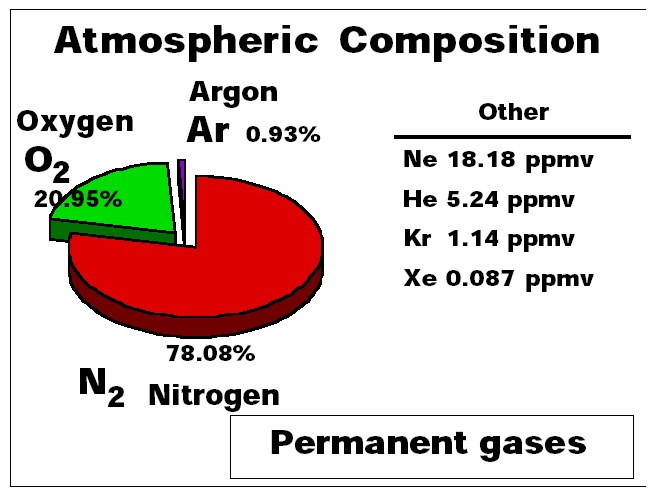 Atmospheric Composition
Argon
Ar 0.93%
Oxygen
O2
20.95%
Other
Ne 18.18 ppmv
He 5.24 ppmv
Kr 1.14 ppmv
Xe 0.087 ppmv
78.08%
N2 Nitrogen
Permanent gases